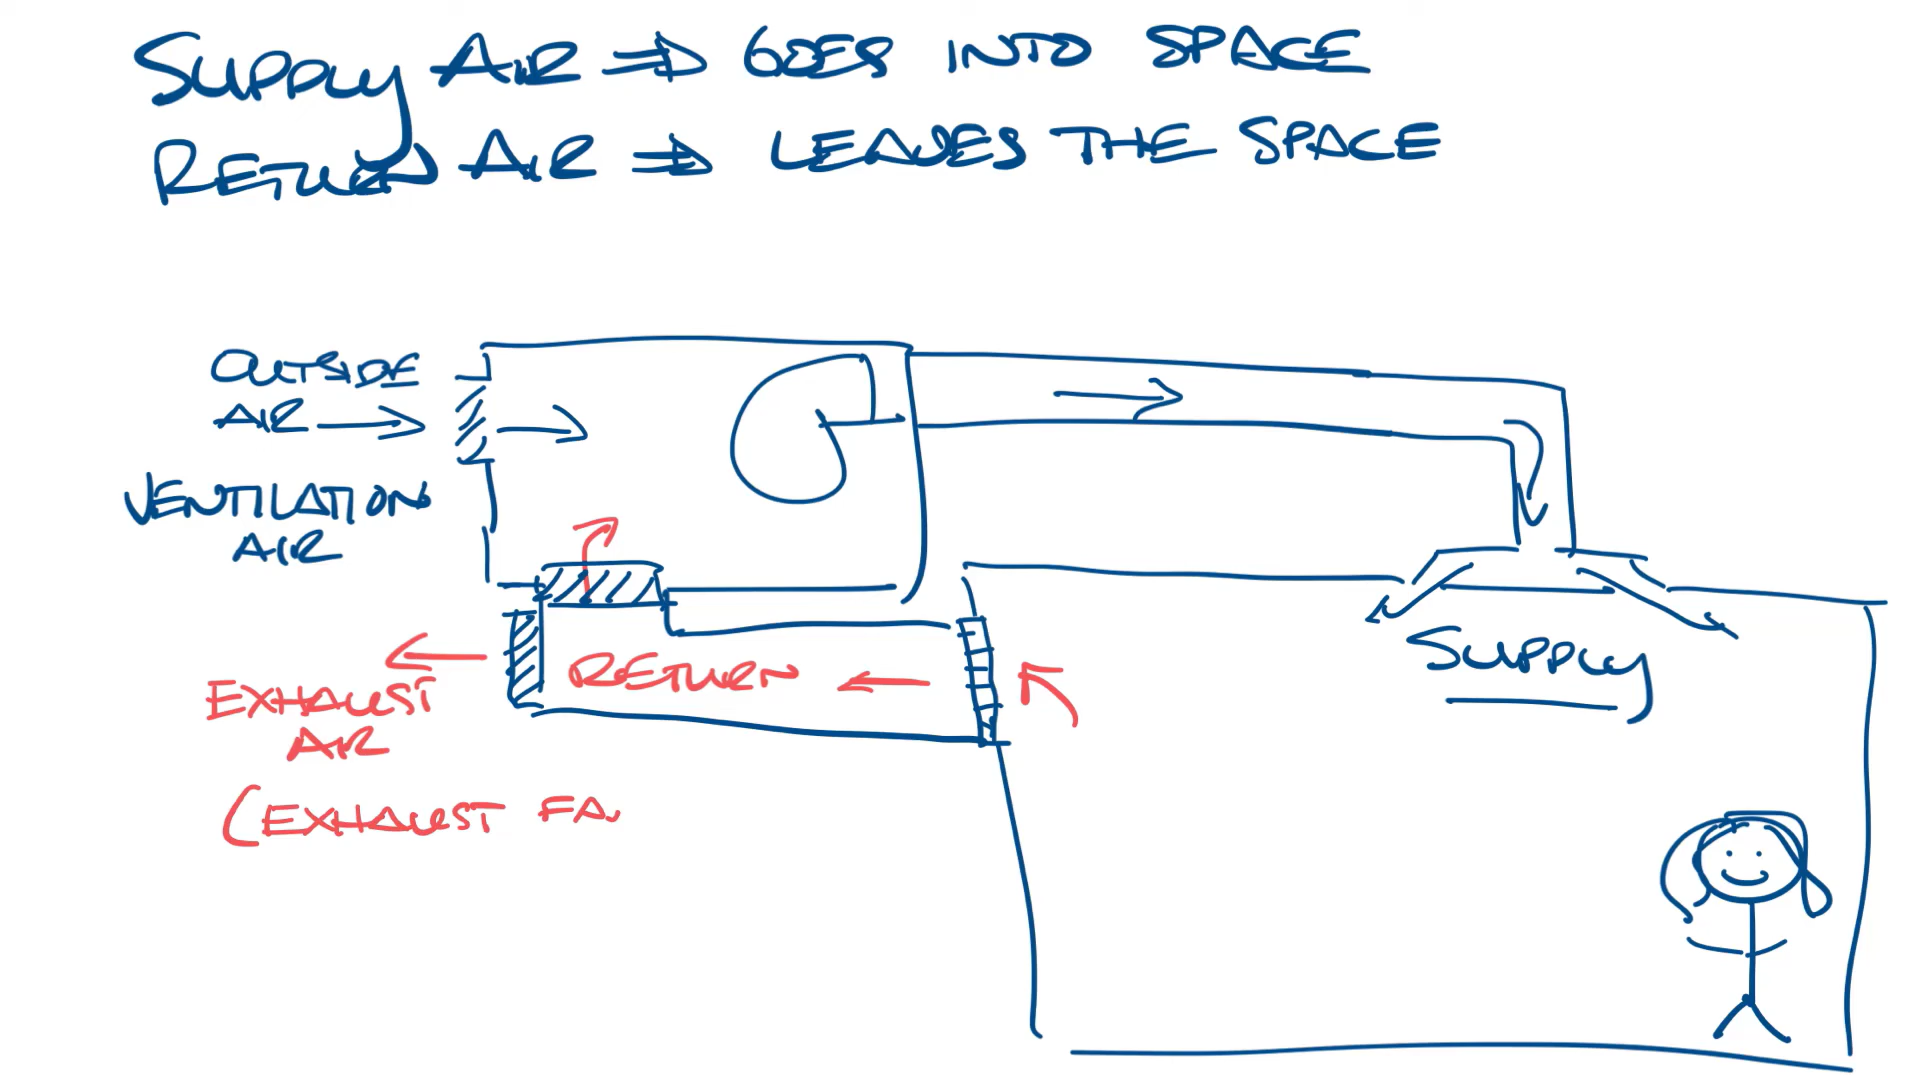 SUPPLY AIR ⇒ GOES INTO SPACE
RETURN AIR ⇒ LEAVES THE SPACE
OUTSIDE
AIR →
VENTILATION
AIR
RETURN ←
SUPPLY
EXHAUST
AIR
(EXHAUST FA